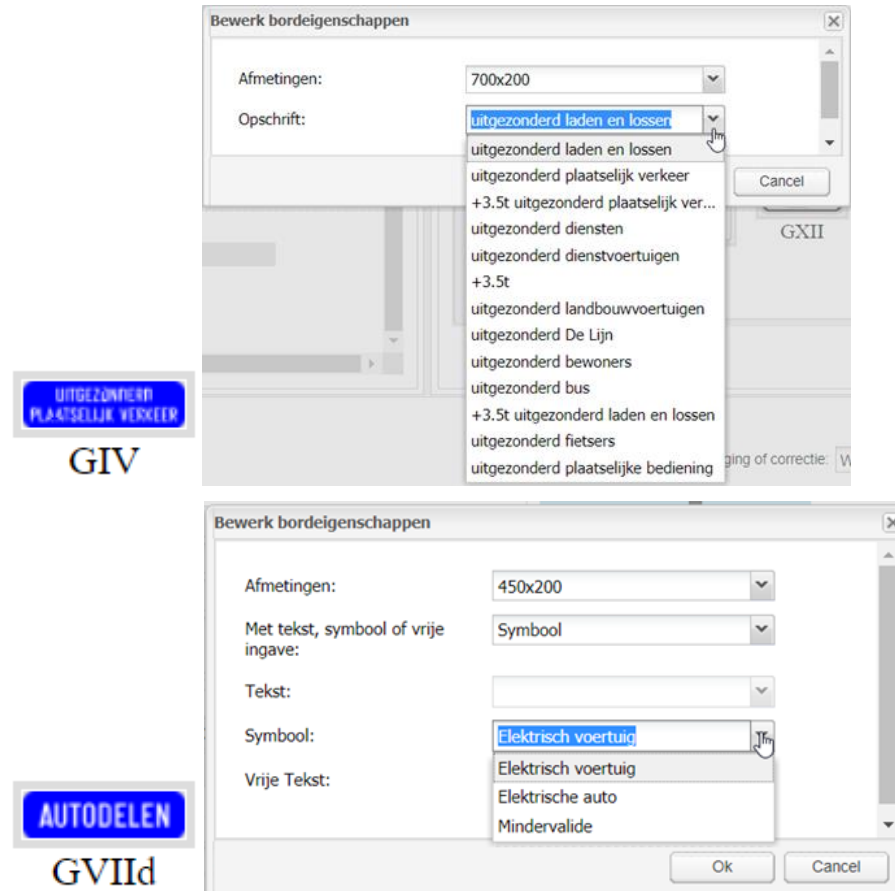 Bewerk bordeigenschappen
Afmetingen: 700x200
Opschrift: uitgezonderd laden en lossen
uitgezonderd laden en lossen
uitgezonderd plaatselijk verkeer
+3.5t uitgezonderd plaatselijk ver...
uitgezonderd diensten
uitgezonderd dienstvoertuigen
+3.5t
uitgezonderd landbouwvoertuigen
uitgezonderd De Lijn
uitgezonderd bewoners
uitgezonderd bus
+3.5t uitgezonderd laden en lossen
uitgezonderd fietsers
uitgezonderd plaatselijke bediening
Cancel
GXII
ging of correctie: W
UITGEZONDERD
PLAATSELIJK VERKEER
GIV
Bewerk bordeigenschappen
Afmetingen: 450x200
Met tekst, symbool of vrije
ingave: Symbool
Tekst:
Symbool: Elektrisch voertuig
Elektrisch voertuig
Elektrische auto
Mindervalide
Vrije Tekst:
Ok Cancel
AUTODELEN
GVIId